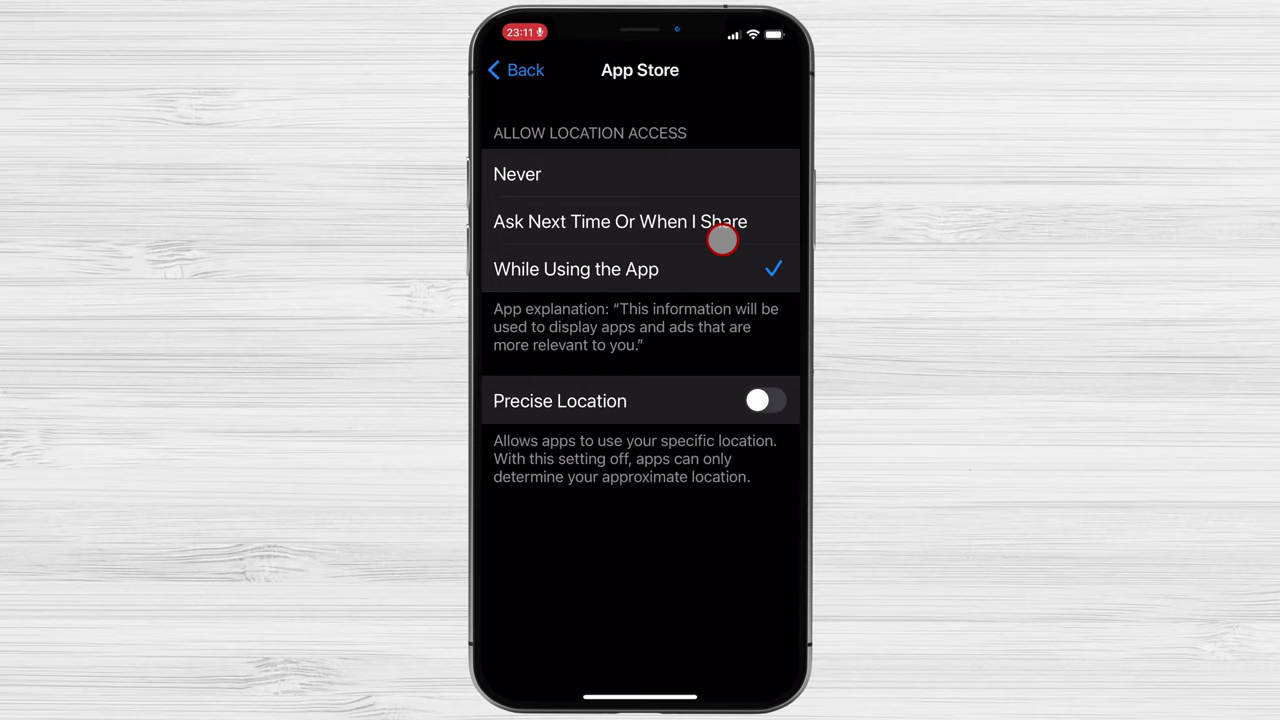 23:11
Back
App Store
ALLOW LOCATION ACCESS
Never
Ask Next Time Or When I Share
While Using the App
App explanation: “This information will be
used to display apps and ads that are
more relevant to you.”
Precise Location
Allows apps to use your specific location.
With this setting off, apps can only
determine your approximate location.